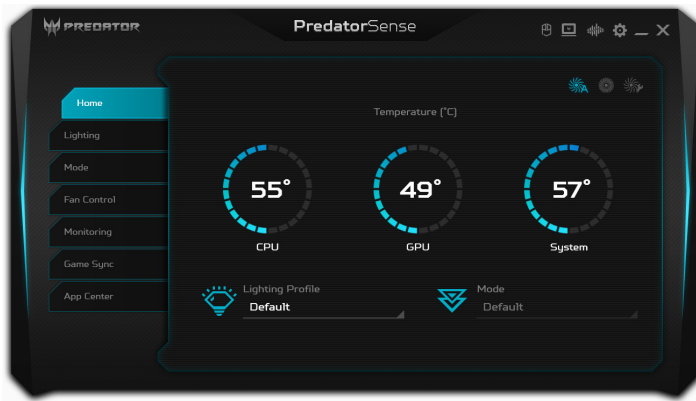 PREDATOR
PredatorSense
Home
Lighting
Mode
Fan Control
Monitoring
Game Sync
App Center
Temperature (°C)
55°
49°
57°
CPU
GPU
System
Lighting Profile
Default
Mode
Default